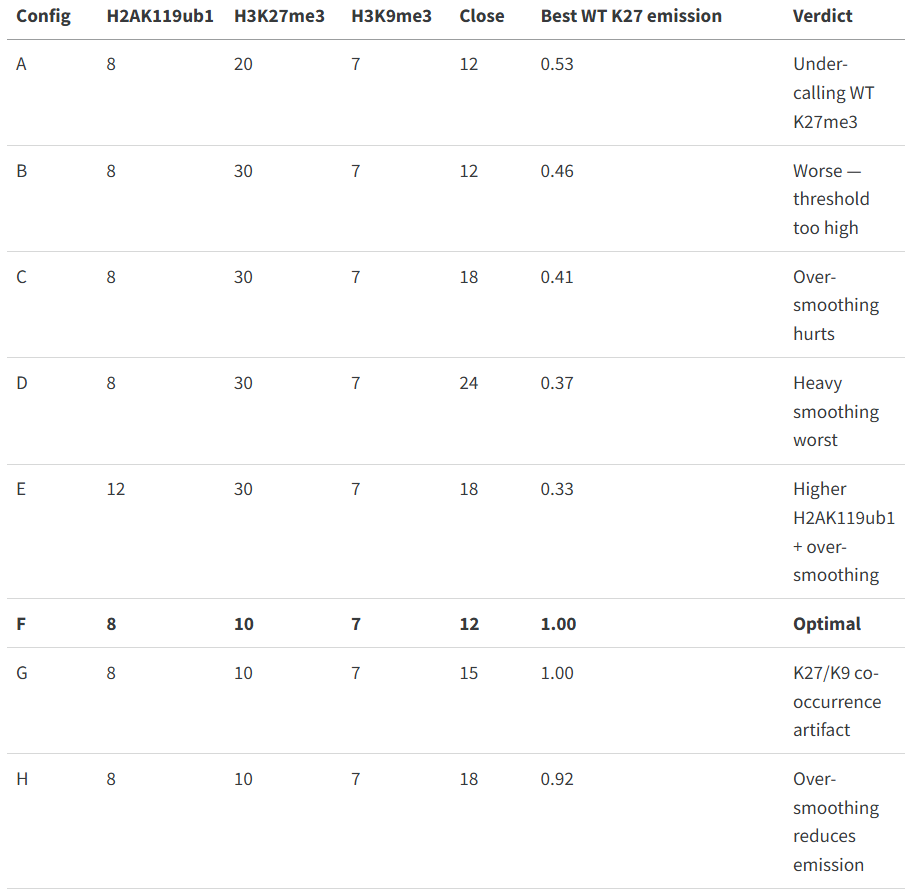 Config H2AK119ub1 H3K27me3 H3K9me3 Close Best WT K27 emission Verdict
A 8 20 7 12 0.53 Under-
calling WT
K27me3
B 8 30 7 12 0.46 Worse —
threshold
too high
C 8 30 7 18 0.41 Over-
smoothing
hurts
D 8 30 7 24 0.37 Heavy
smoothing
worst
E 12 30 7 18 0.33 Higher
H2AK119ub1
+ over-
smoothing
F 8 10 7 12 1.00 Optimal
G 8 10 7 15 1.00 K27/K9 co-
occurrence
artifact
H 8 10 7 18 0.92 Over-
smoothing
reduces
emission